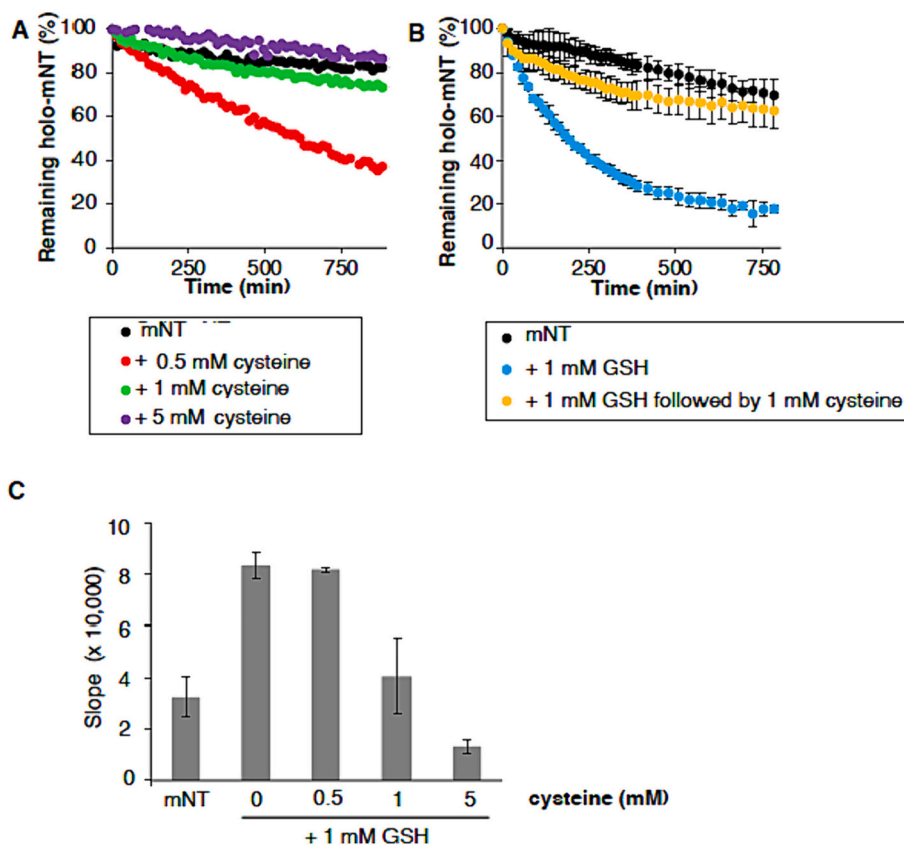 A
Remaining holo-mNT (%)
100
80
60
40
20
0
0 250 500 750
Time (min)
mNT
+ 0.5 mM cysteine
+ 1 mM cysteine
+ 5 mM cysteine
B
Remaining holo-mNT (%)
100
80
60
40
20
0
0 250 500 750
Time (min)
mNT
+ 1 mM GSH
+ 1 mM GSH followed by 1 mM cysteine
C
Slope (x 10,000)
10
8
6
4
2
0
mNT 0 0.5 1 5 cysteine (mM)
+ 1 mM GSH